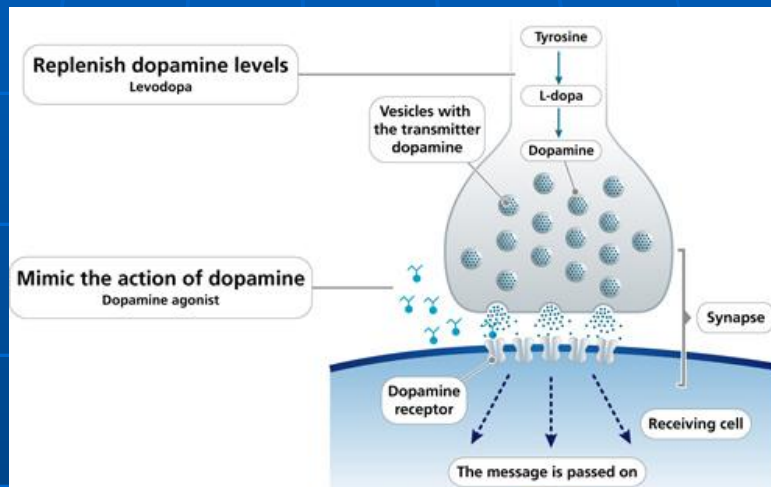 Replenish dopamine levels
Levodopa
Tyrosine
L-dopa
Vesicles with
the transmitter
dopamine
Dopamine
Mimic the action of dopamine
Dopamine agonist
Synapse
Dopamine
receptor
Receiving cell
The message is passed on